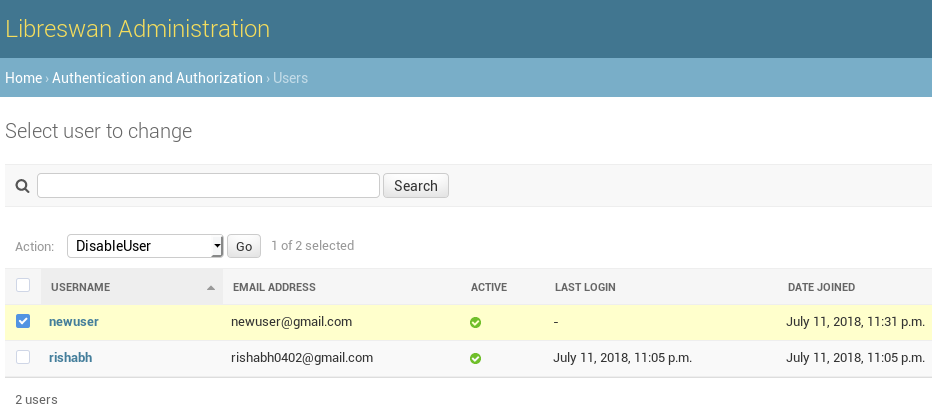 Libreswan Administration
Home › Authentication and Authorization › Users
Select user to change
Search
Action: DisableUser Go 1 of 2 selected
USERNAME EMAIL ADDRESS ACTIVE LAST LOGIN DATE JOINED
newuser newuser@gmail.com - July 11, 2018, 11:31 p.m.
rishabh rishabh0402@gmail.com July 11, 2018, 11:05 p.m. July 11, 2018, 11:05 p.m.
2 users